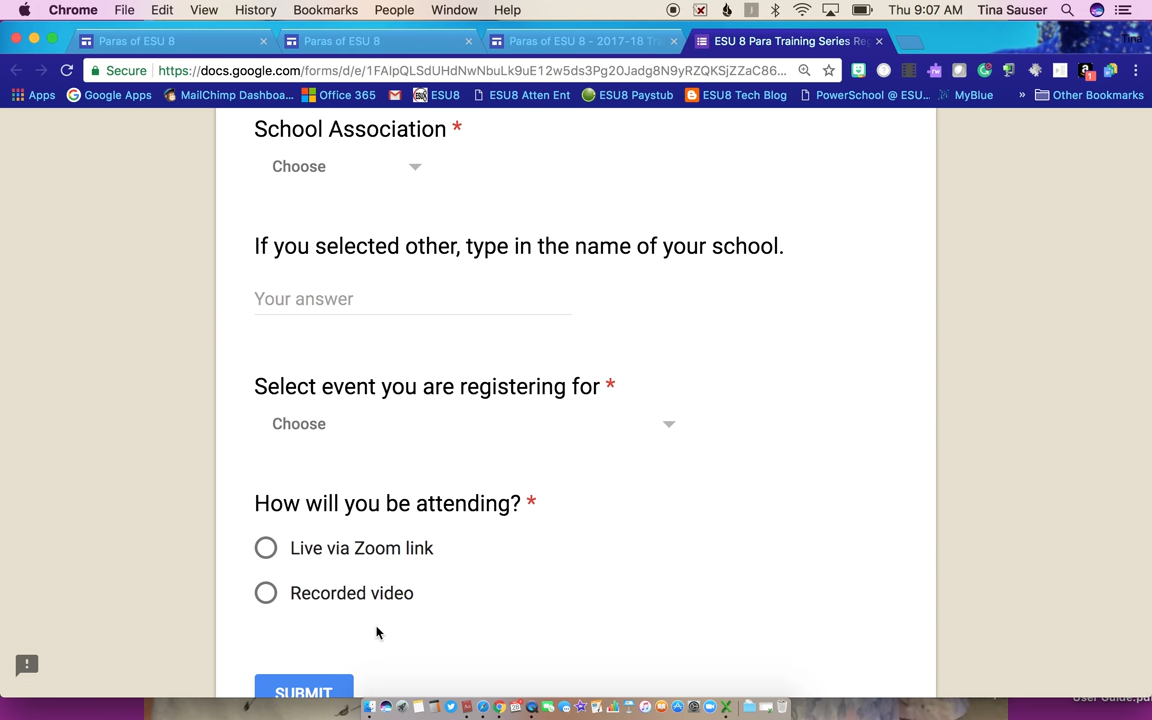 Chrome File Edit View History Bookmarks People Window Help Thu 9:07 AM Tina Sauser
Paras of ESU 8 Paras of ESU 8 Paras of ESU 8 - 2017-18 Tra ESU 8 Para Training Series Reg Tina
Secure https://docs.google.com/forms/d/e/1FAIpQLSdUHdNwNbuLk9uE12w5ds3Pg20Jadg8N9yRZQKSjZZaC86...
Apps Google Apps MailChimp Dashboa... Office 365 ESU8 ESU8 Atten Ent ESU8 Paystub ESU8 Tech Blog PowerSchool @ ESU... MyBlue » Other Bookmarks
School Association *
Choose
If you selected other, type in the name of your school.
Your answer
Select event you are registering for *
Choose
How will you be attending? *
Live via Zoom link
Recorded video
SUBMIT